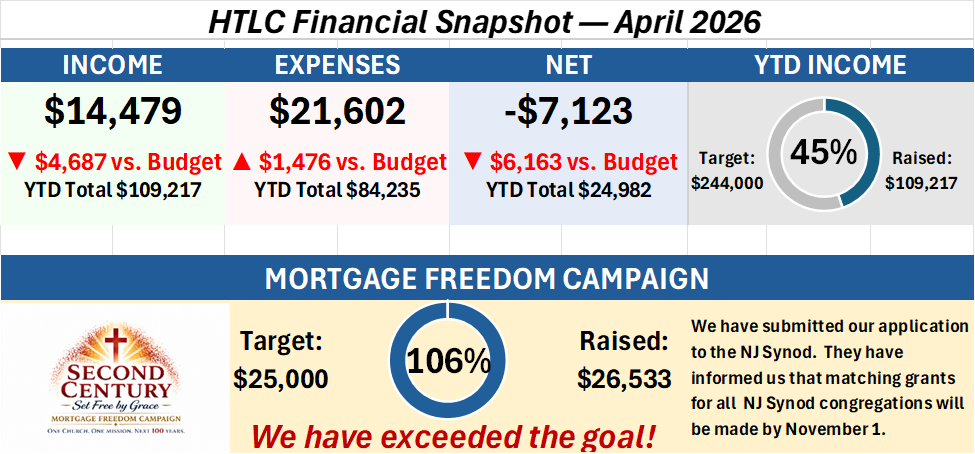 HTLC Financial Snapshot — April 2026
INCOME EXPENSES NET YTD INCOME
$14,479 $21,602 -$7,123
▼ $4,687 vs. Budget ▲ $1,476 vs. Budget ▼ $6,163 vs. Budget
YTD Total $109,217 YTD Total $84,235 YTD Total $24,982
Target: 45% Raised:
$244,000 $109,217
MORTGAGE FREEDOM CAMPAIGN
SECOND
CENTURY
Set Free by Grace
MORTGAGE FREEDOM CAMPAIGN
ONE CHURCH. ONE MISSION. NEXT 100 YEARS.
Target:
$25,000
106%
Raised:
$26,533
We have exceeded the goal!
We have submitted our application
to the NJ Synod. They have
informed us that matching grants
for all NJ Synod congregations will
be made by November 1.